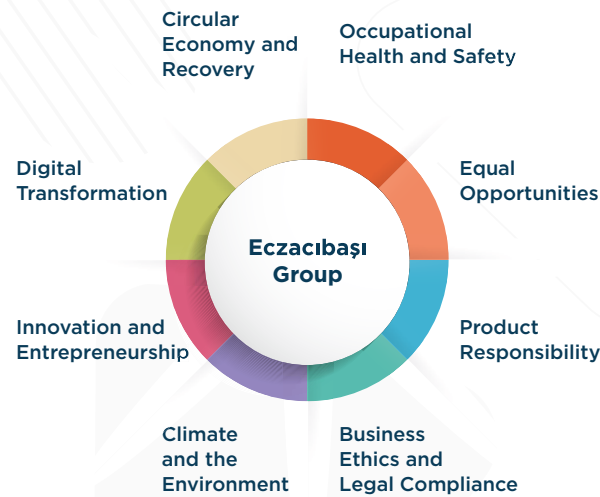 Circular
Economy and
Recovery
Occupational
Health and Safety
Digital
Transformation
Equal
Opportunities
Eczacıbaşı
Group
Innovation and
Entrepreneurship
Product
Responsibility
Climate
and the
Environment
Business
Ethics and
Legal Compliance